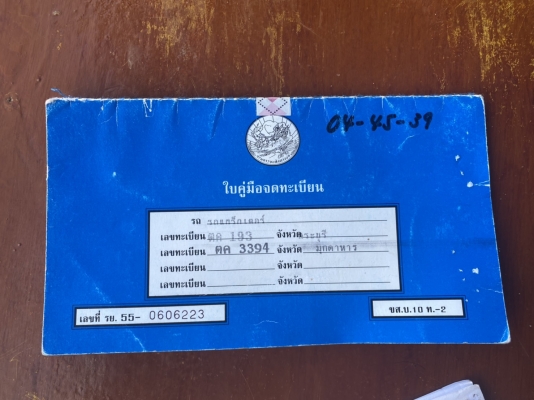 04-45-39
ใบคู่มือจดทะเบียน
รถ รถแทรกเตอร์
เลขทะเบียน ตค 193 จังหวัด สระบุรี
เลขทะเบียน ตค 3394 จังหวัด มุกดาหาร
เลขทะเบียน จังหวัด
เลขทะเบียน จังหวัด
เลขที่ รย. 55- 0606223
ขส.บ.10 ท.-2